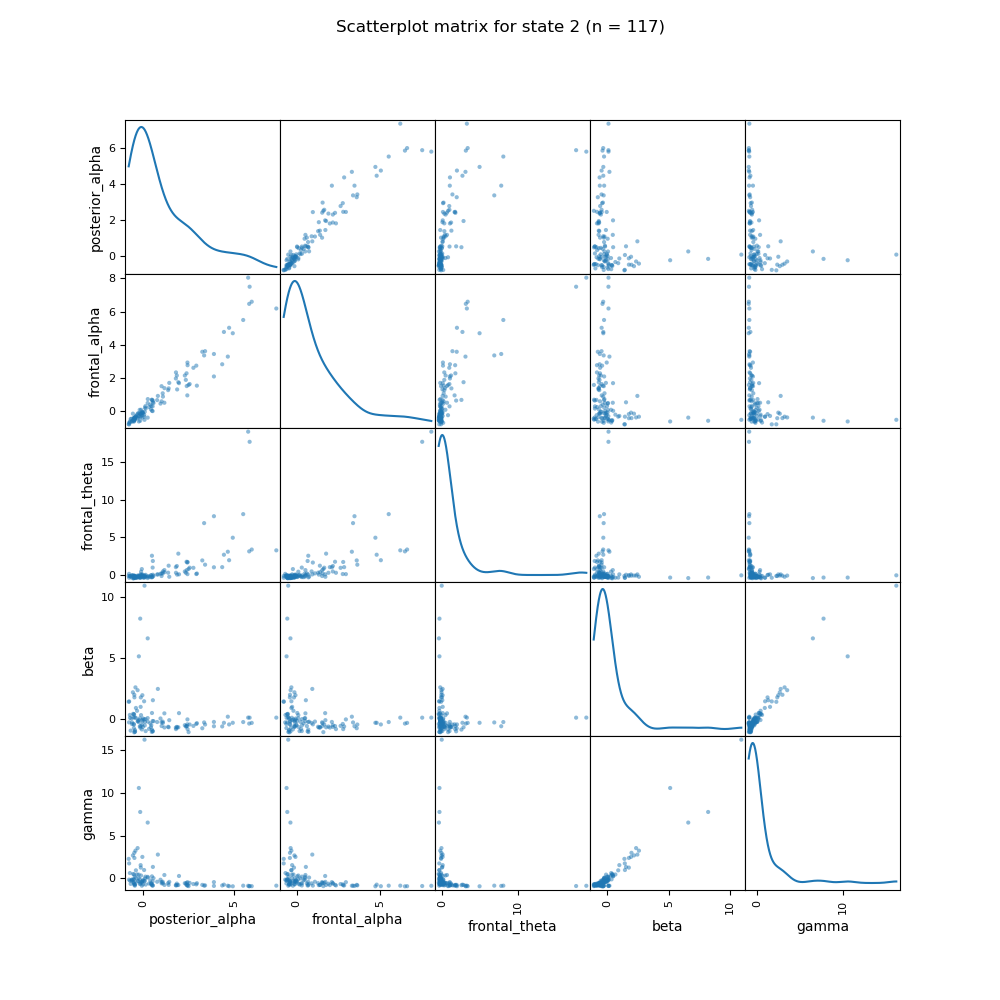 Scatterplot matrix for state 2 (n = 117)
posterior_alpha
6
4
2
0
frontal_alpha
8
6
4
2
0
frontal_theta
15
10
5
0
beta
10
5
0
gamma
15
10
5
0
0 5 0 5 0 10 0 5 10 0 10
posterior_alpha frontal_alpha frontal_theta beta gamma